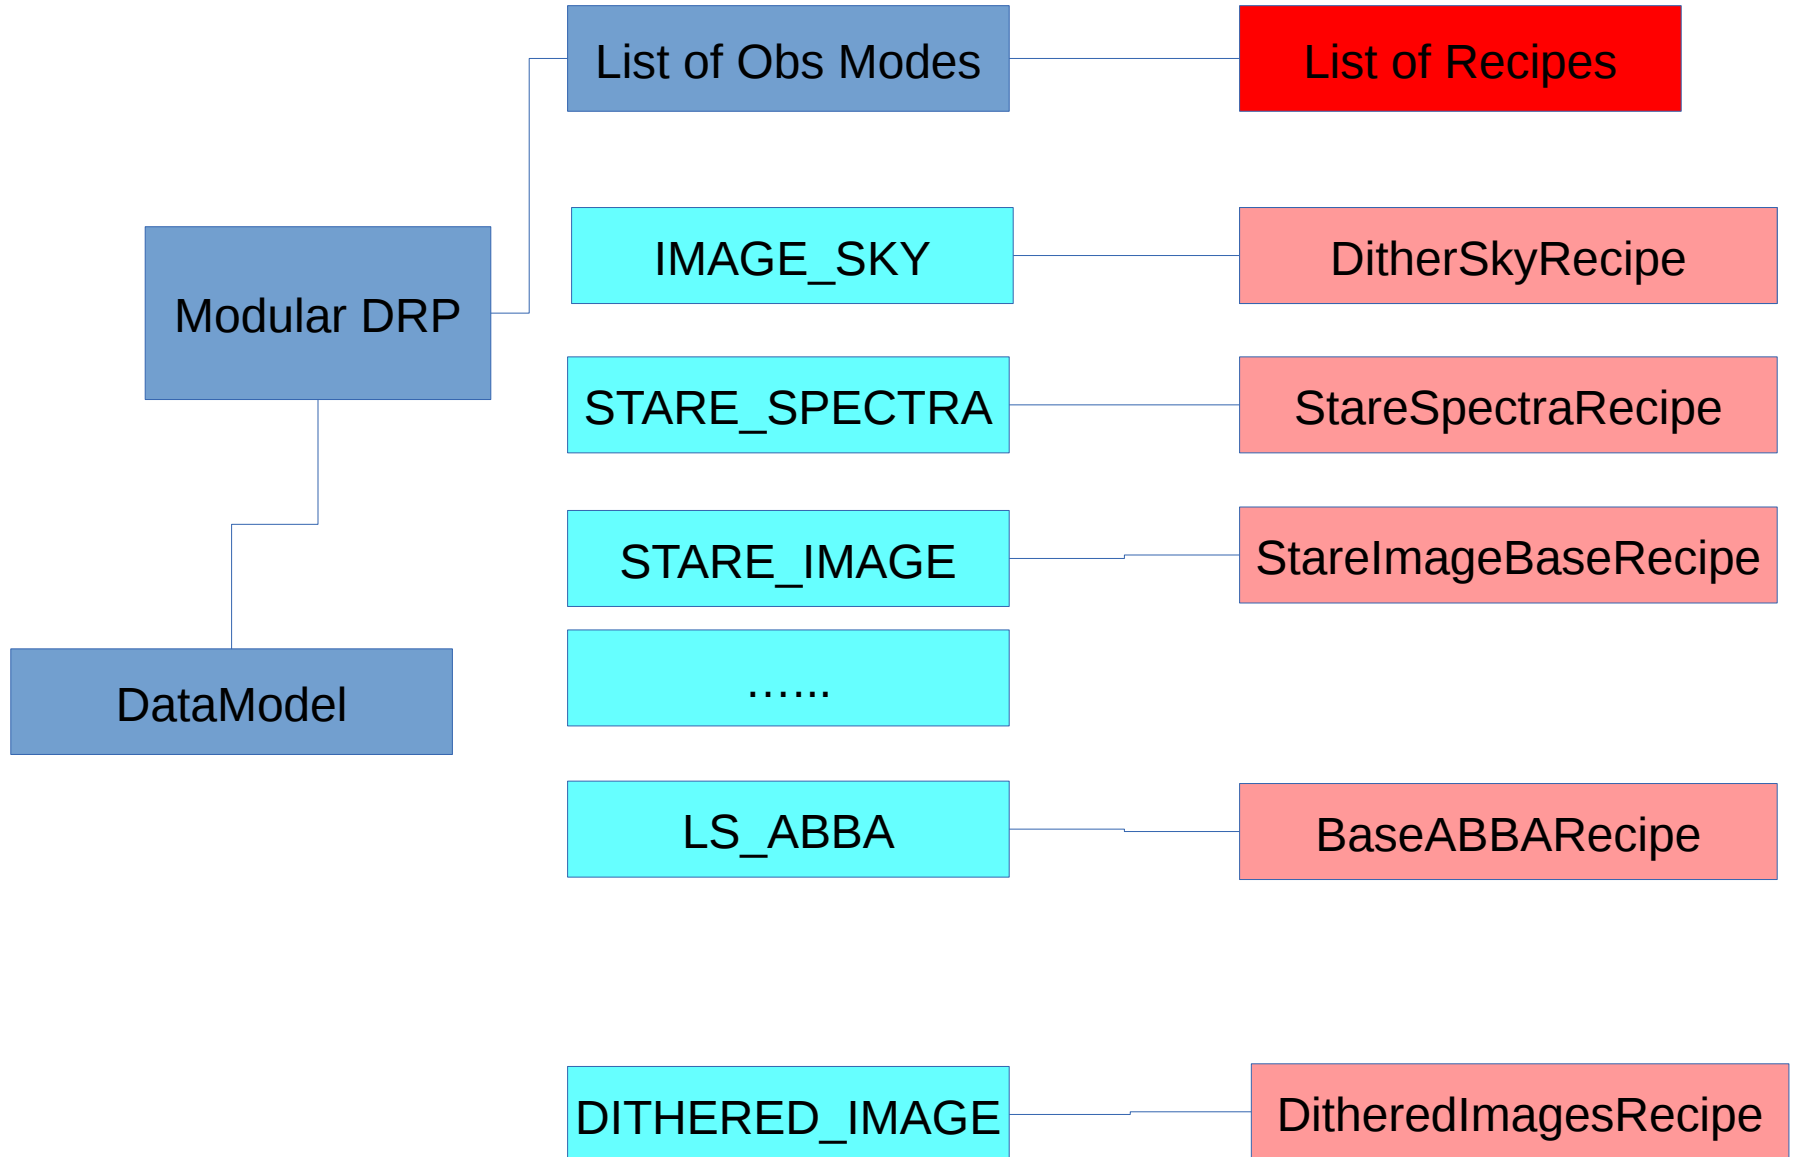 List of Obs Modes
List of Recipes
IMAGE_SKY
DitherSkyRecipe
Modular DRP
STARE_SPECTRA
StareSpectraRecipe
STARE_IMAGE
StareImageBaseRecipe
…...
DataModel
LS_ABBA
BaseABBARecipe
DITHERED_IMAGE
DitheredImagesRecipe